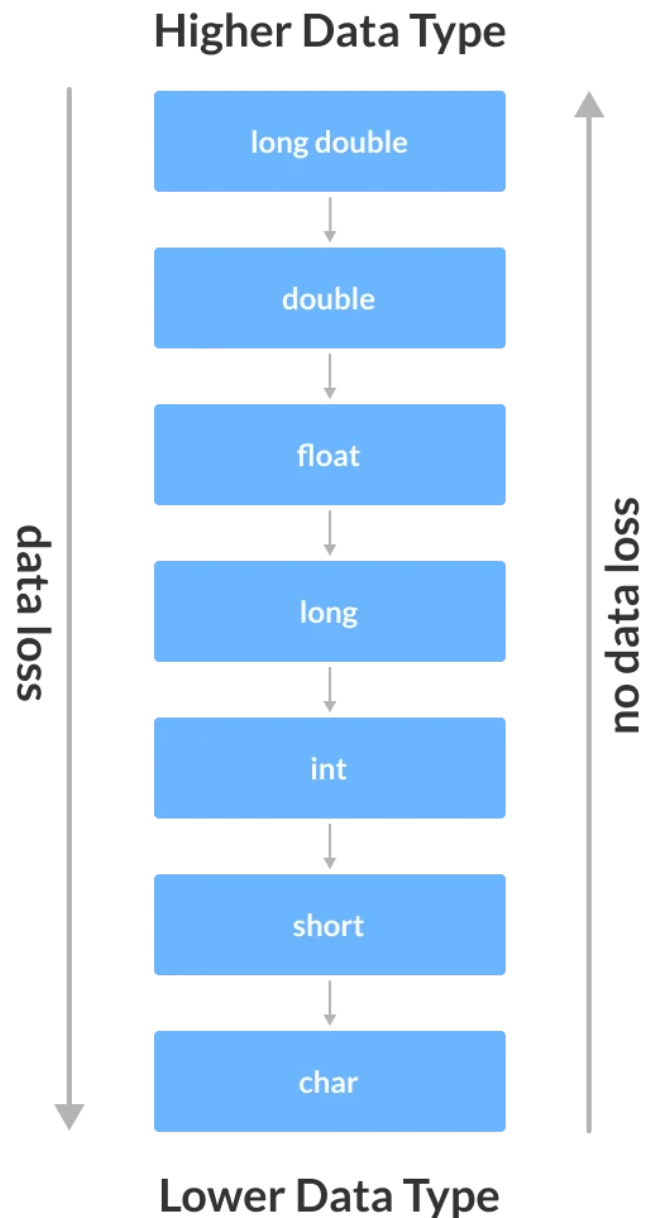 Higher Data Type
long double
double
float
long
int
short
char
data loss
no data loss
Lower Data Type